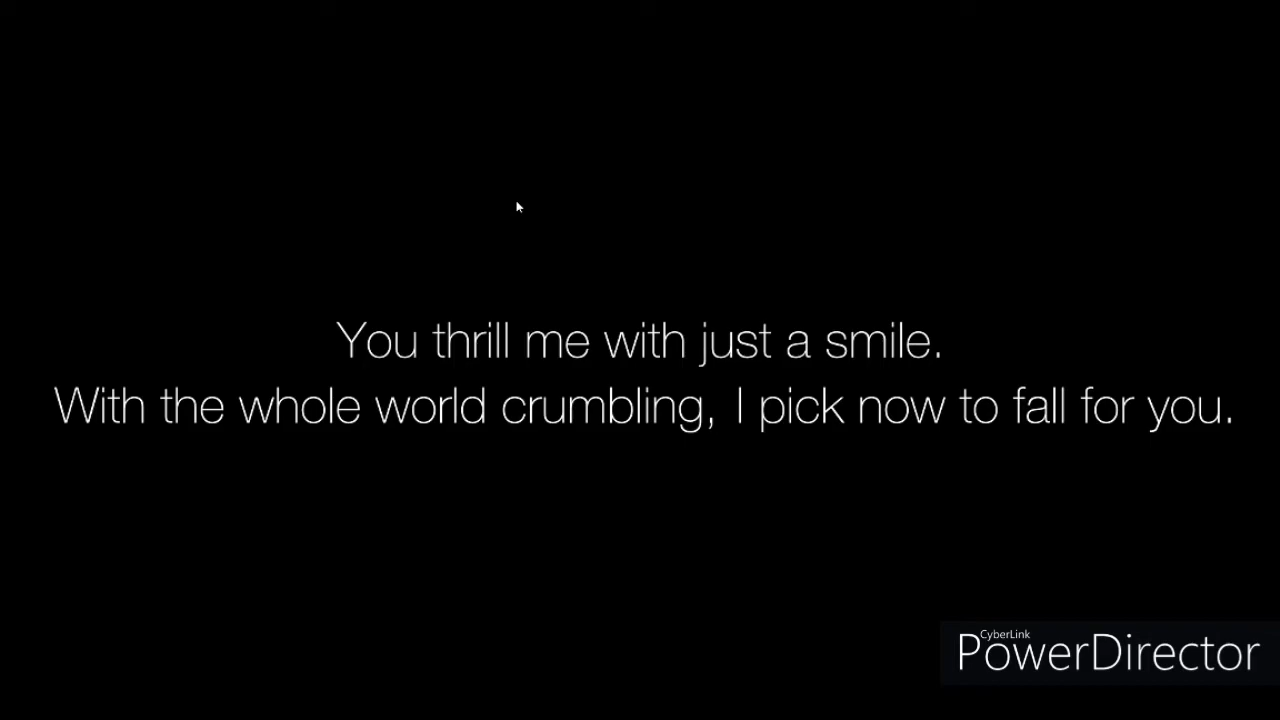 You thrill me with just a smile.
With the whole world crumbling, I pick now to fall for you.
CyberLink
PowerDirector